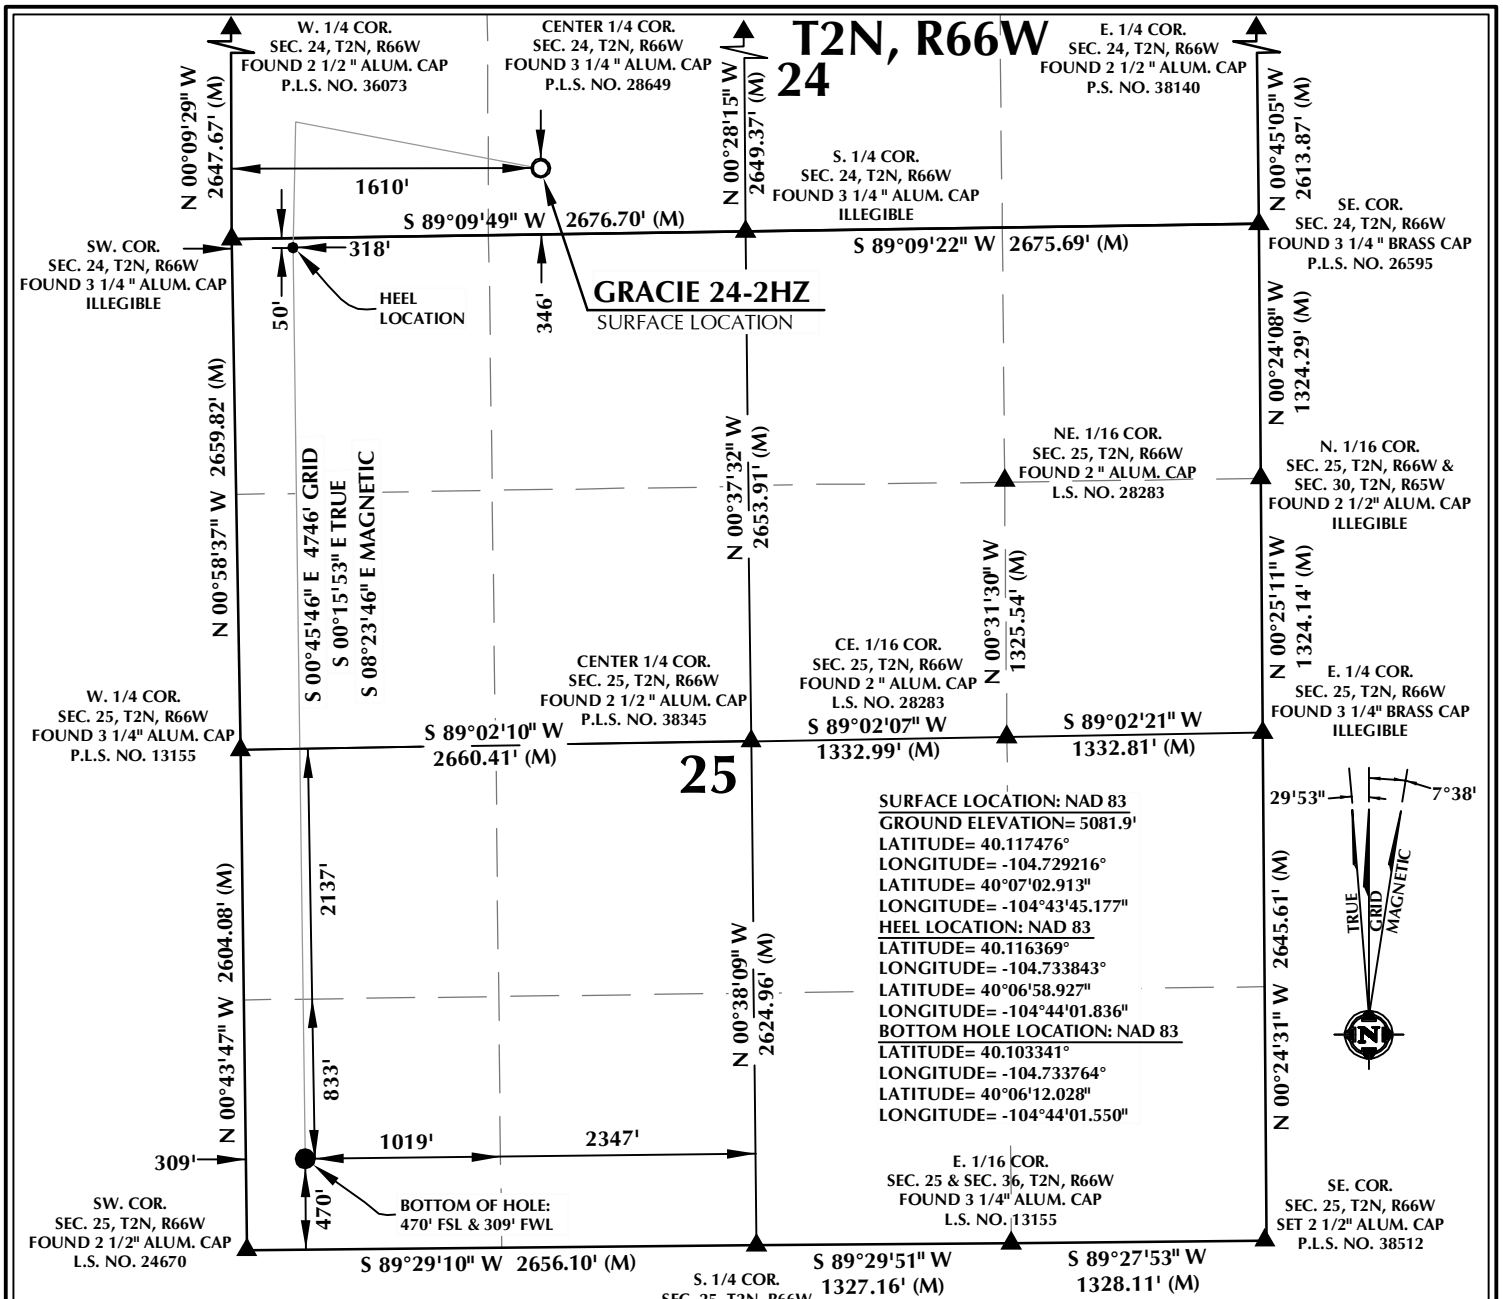 W. 1/4 COR.
SEC. 24, T2N, R66W
FOUND 2 1/2 " ALUM. CAP
P.L.S. NO. 36073
CENTER 1/4 COR.
SEC. 24, T2N, R66W
FOUND 3 1/4 " ALUM. CAP
P.L.S. NO. 28649
T2N, R66W
24
E. 1/4 COR.
SEC. 24, T2N, R66W
FOUND 2 1/2 " ALUM. CAP
P.S. NO. 38140
N 00°09'29" W
2647.67' (M)
N 00°28'15" W
2649.37' (M)
N 00°45'05" W
2613.87' (M)
1610'
S. 1/4 COR.
SEC. 24, T2N, R66W
FOUND 3 1/4 " ALUM. CAP
ILLEGIBLE
S 89°09'49" W 2676.70' (M)
S 89°09'22" W 2675.69' (M)
SE. COR.
SEC. 24, T2N, R66W
FOUND 3 1/4 " BRASS CAP
P.L.S. NO. 26595
SW. COR.
SEC. 24, T2N, R66W
FOUND 3 1/4 " ALUM. CAP
ILLEGIBLE
318'
50'
HEEL
LOCATION
346'
GRACIE 24-2HZ
SURFACE LOCATION
N 00°24'08" W
1324.29' (M)
N 00°58'37" W 2659.82' (M)
S 00°45'46" E 4746' GRID
S 00°15'53" E TRUE
S 08°23'46" E MAGNETIC
N 00°37'32" W
2653.91' (M)
NE. 1/16 COR.
SEC. 25, T2N, R66W
FOUND 2 " ALUM. CAP
L.S. NO. 28283
N. 1/16 COR.
SEC. 25, T2N, R66W &
SEC. 30, T2N, R65W
FOUND 2 1/2" ALUM. CAP
ILLEGIBLE
N 00°31'30" W
1325.54' (M)
N 00°25'11" W
1324.14' (M)
W. 1/4 COR.
SEC. 25, T2N, R66W
FOUND 3 1/4" ALUM. CAP
P.L.S. NO. 13155
CENTER 1/4 COR.
SEC. 25, T2N, R66W
FOUND 2 1/2 " ALUM. CAP
P.L.S. NO. 38345
CE. 1/16 COR.
SEC. 25, T2N, R66W
FOUND 2 " ALUM. CAP
L.S. NO. 28283
E. 1/4 COR.
SEC. 25, T2N, R66W
FOUND 3 1/4" BRASS CAP
ILLEGIBLE
S 89°02'10" W
2660.41' (M)
S 89°02'07" W
1332.99' (M)
S 89°02'21" W
1332.81' (M)
25
29'53"
7°38'
TRUE
GRID
MAGNETIC
N
SURFACE LOCATION: NAD 83
GROUND ELEVATION= 5081.9'
LATITUDE= 40.117476°
LONGITUDE= -104.729216°
LATITUDE= 40°07'02.913"
LONGITUDE= -104°43'45.177"
HEEL LOCATION: NAD 83
LATITUDE= 40.116369°
LONGITUDE= -104.733843°
LATITUDE= 40°06'58.927"
LONGITUDE= -104°44'01.836"
BOTTOM HOLE LOCATION: NAD 83
LATITUDE= 40.103341°
LONGITUDE= -104.733764°
LATITUDE= 40°06'12.028"
LONGITUDE= -104°44'01.550"
N 00°43'47" W 2604.08' (M)
2137'
833'
N 00°38'09" W
2624.96' (M)
N 00°24'31" W 2645.61' (M)
309'
1019'
2347'
470'
BOTTOM OF HOLE:
470' FSL & 309' FWL
SW. COR.
SEC. 25, T2N, R66W
FOUND 2 1/2" ALUM. CAP
L.S. NO. 24670
E. 1/16 COR.
SEC. 25 & SEC. 36, T2N, R66W
FOUND 3 1/4" ALUM. CAP
L.S. NO. 13155
SE. COR.
SEC. 25, T2N, R66W
SET 2 1/2" ALUM. CAP
P.L.S. NO. 38512
S 89°29'10" W 2656.10' (M)
S 89°29'51" W
1327.16' (M)
S 89°27'53" W
1328.11' (M)
S. 1/4 COR.
SEC. 25, T2N, R66W